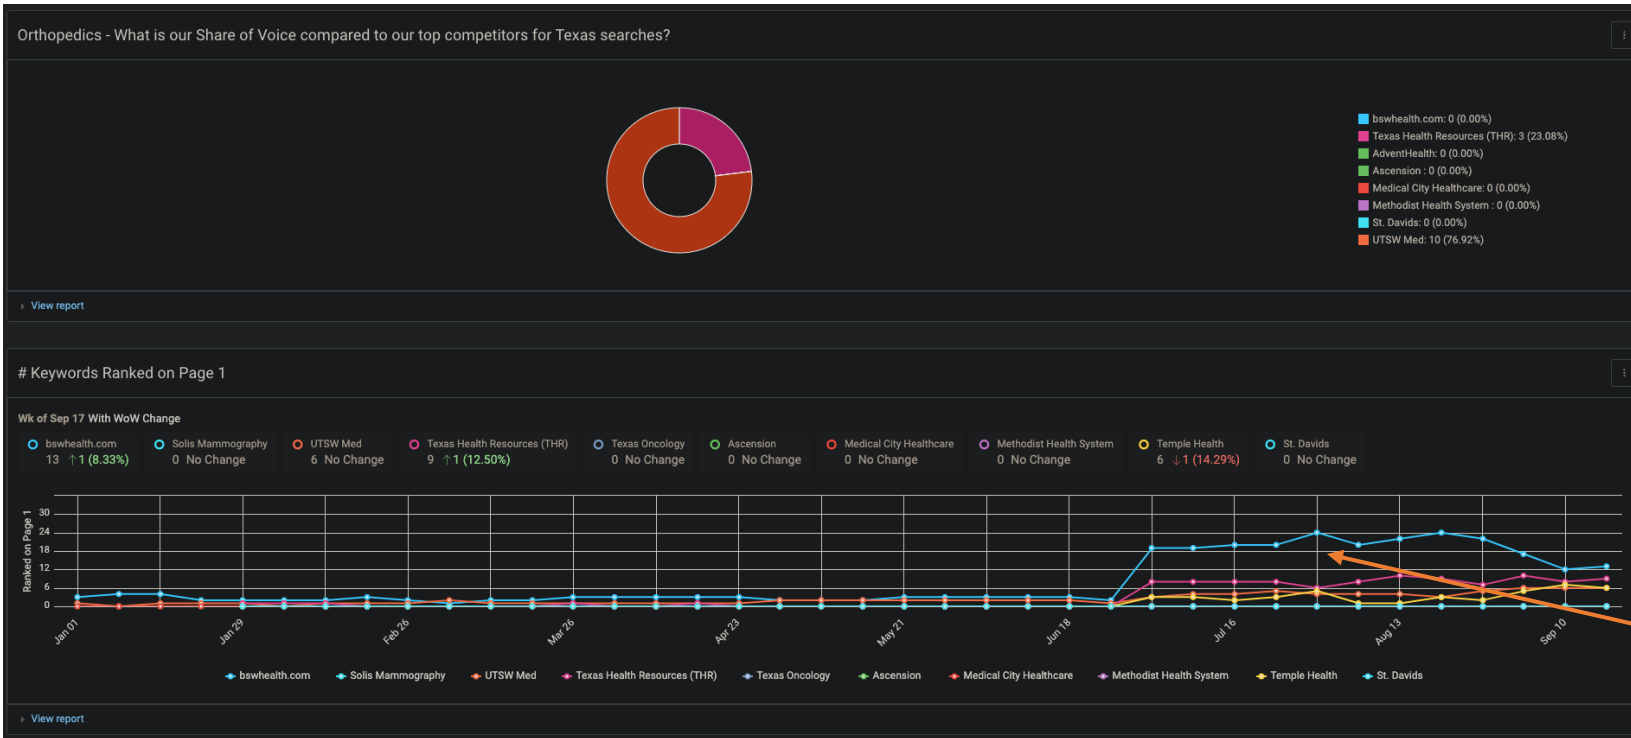 Orthopedics - What is our Share of Voice compared to our top competitors for Texas searches?
bswhealth.com: 0 (0.00%)
Texas Health Resources (THR): 3 (23.08%)
AdventHealth: 0 (0.00%)
Ascension : 0 (0.00%)
Medical City Healthcare: 0 (0.00%)
Methodist Health System : 0 (0.00%)
St. Davids: 0 (0.00%)
UTSW Med: 10 (76.92%)
View report
# Keywords Ranked on Page 1
Wk of Sep 17 With WoW Change
bswhealth.com Solis Mammography UTSW Med Texas Health Resources (THR) Texas Oncology Ascension Medical City Healthcare Methodist Health System Temple Health St. Davids
13 ↑1 (8.33%) 0 No Change 6 No Change 9 ↑1 (12.50%) 0 No Change 0 No Change 0 No Change 0 No Change 6 ↓1 (14.29%) 0 No Change
Ranked on Page 1
30
24
18
12
6
0
Jan 01 Jan 29 Feb 26 Mar 26 Apr 23 May 21 Jun 18 Jul 16 Aug 13 Sep 10
bswhealth.com Solis Mammography UTSW Med Texas Health Resources (THR) Texas Oncology Ascension Medical City Healthcare Methodist Health System Temple Health St. Davids
View report